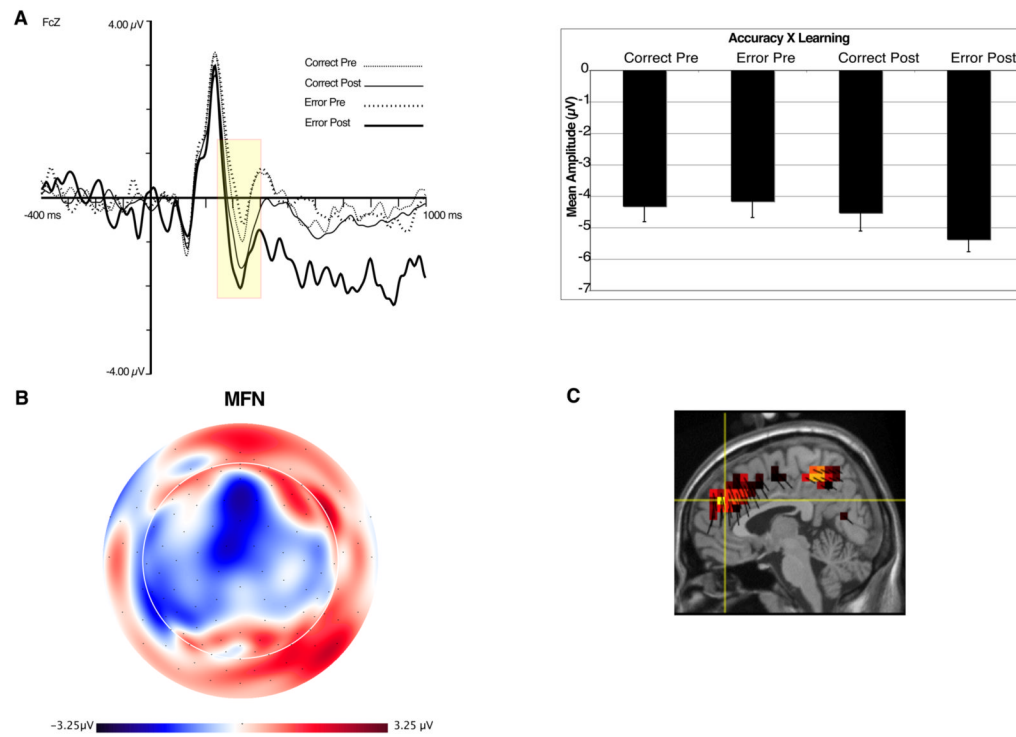 A
FcZ
4.00 µV
Correct Pre
Correct Post
Error Pre
Error Post
-400 ms
1000 ms
-4.00 µV
Accuracy X Learning
Correct Pre Error Pre Correct Post Error Post
Mean Amplitude (µV)
0
-1
-2
-3
-4
-5
-6
-7
B
MFN
-3.25µV
3.25 µV
C